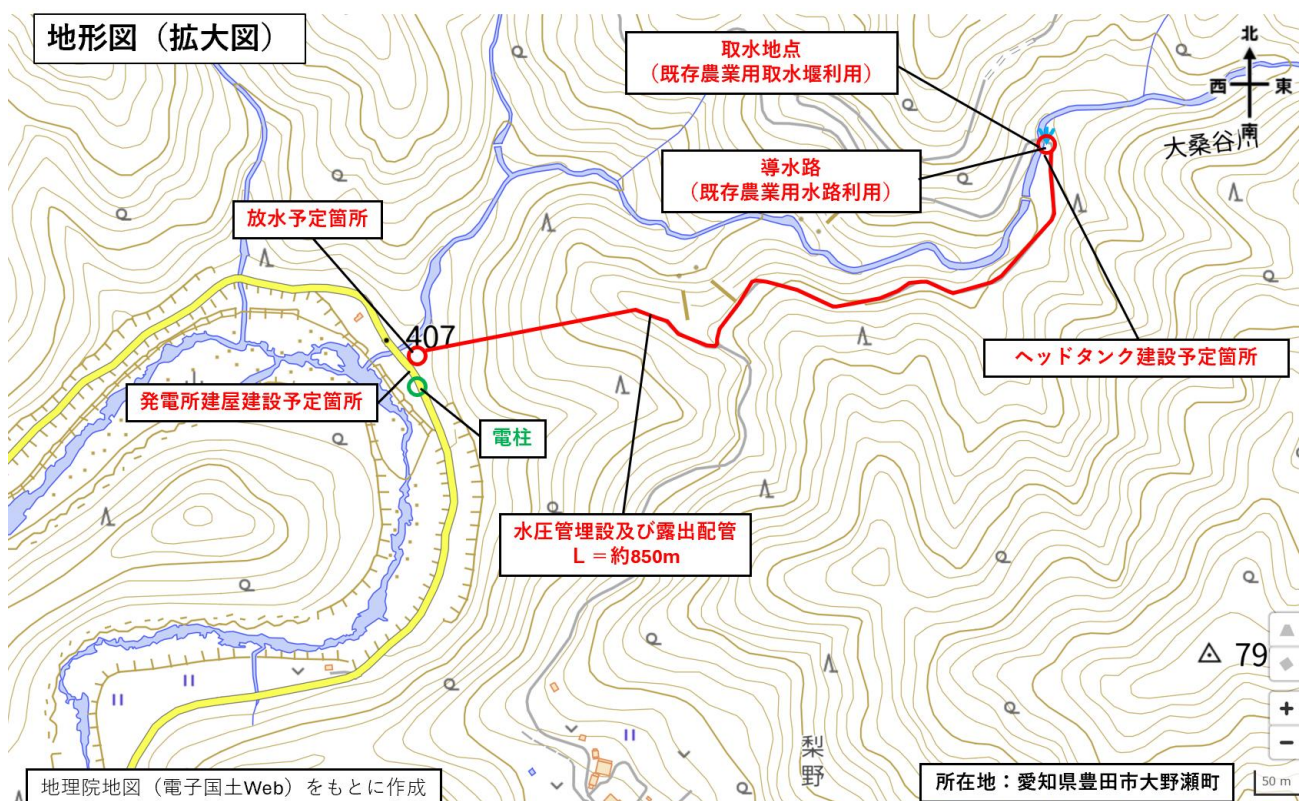 地形図（拡大図）
取水地点
（既存農業用取水堰利用）
北
西
東
南
大桑谷川
導水路
（既存農業用水路利用）
放水予定箇所
407
ヘッドタンク建設予定箇所
発電所建屋建設予定箇所
電柱
水圧管埋設及び露出配管
L ＝約850m
79
+
−
梨野
地理院地図（電子国土Web）をもとに作成
所在地：愛知県豊田市大野瀬町
50 m